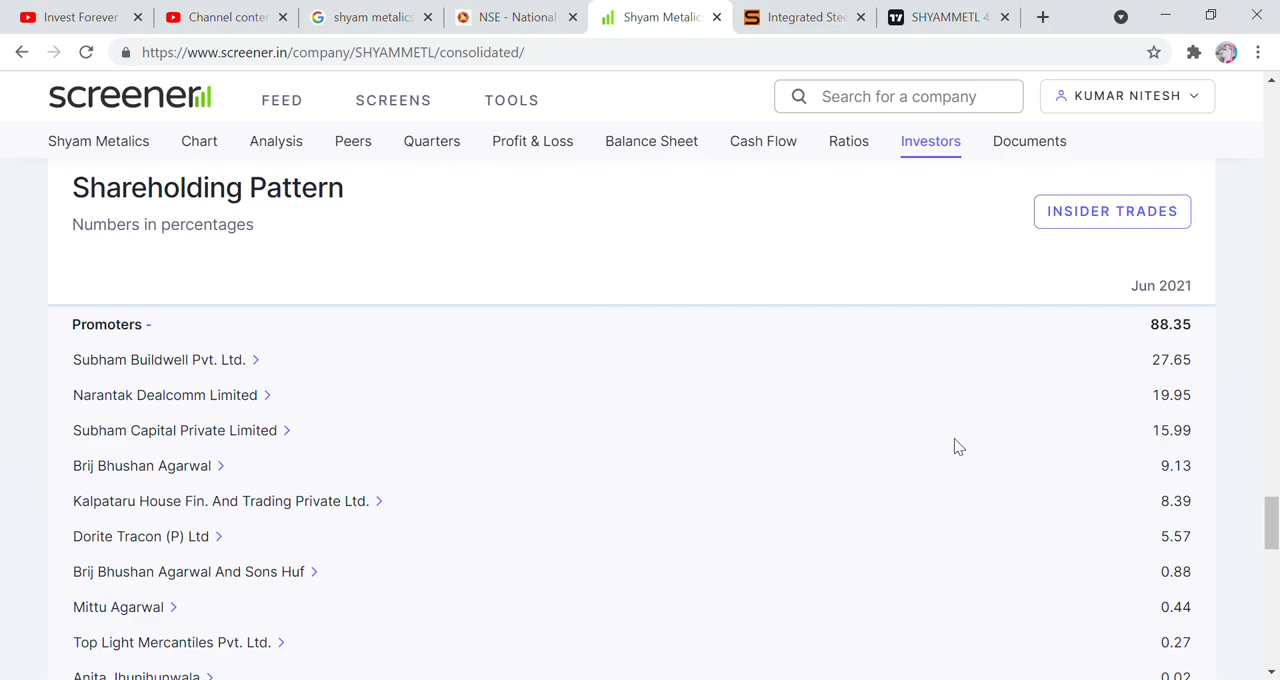 Invest Forever
Channel conter
shyam metalics
NSE - National
Shyam Metalic
Integrated Stee
SHYAMMETL 4.
https://www.screener.in/company/SHYAMMETL/consolidated/
screener
FEED
SCREENS
TOOLS
Search for a company
KUMAR NITESH
Shyam Metalics
Chart
Analysis
Peers
Quarters
Profit & Loss
Balance Sheet
Cash Flow
Ratios
Investors
Documents
Shareholding Pattern
Numbers in percentages
INSIDER TRADES
Jun 2021
Promoters - 88.35
Subham Buildwell Pvt. Ltd. 27.65
Narantak Dealcomm Limited 19.95
Subham Capital Private Limited 15.99
Brij Bhushan Agarwal 9.13
Kalpataru House Fin. And Trading Private Ltd. 8.39
Dorite Tracon (P) Ltd 5.57
Brij Bhushan Agarwal And Sons Huf 0.88
Mittu Agarwal 0.44
Top Light Mercantiles Pvt. Ltd. 0.27
Anita Jhunjhunwala 0.02